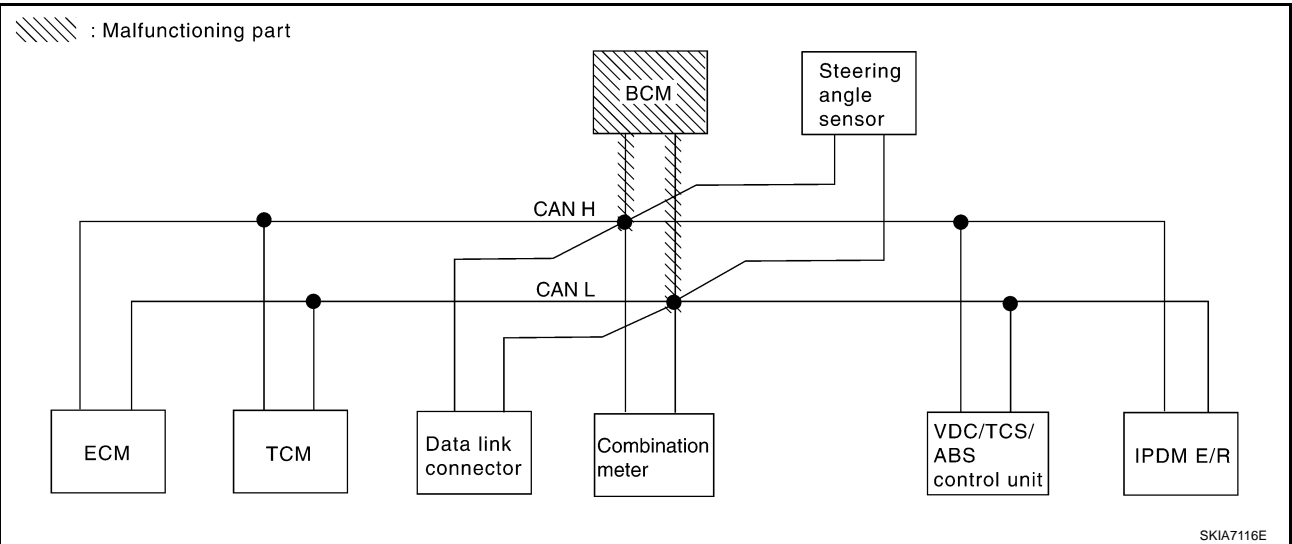 : Malfunctioning part
BCM
Steering
angle
sensor
CAN H
CAN L
ECM
TCM
Data link
connector
Combination
meter
VDC/TCS/
ABS
control unit
IPDM E/R
SKIA7116E